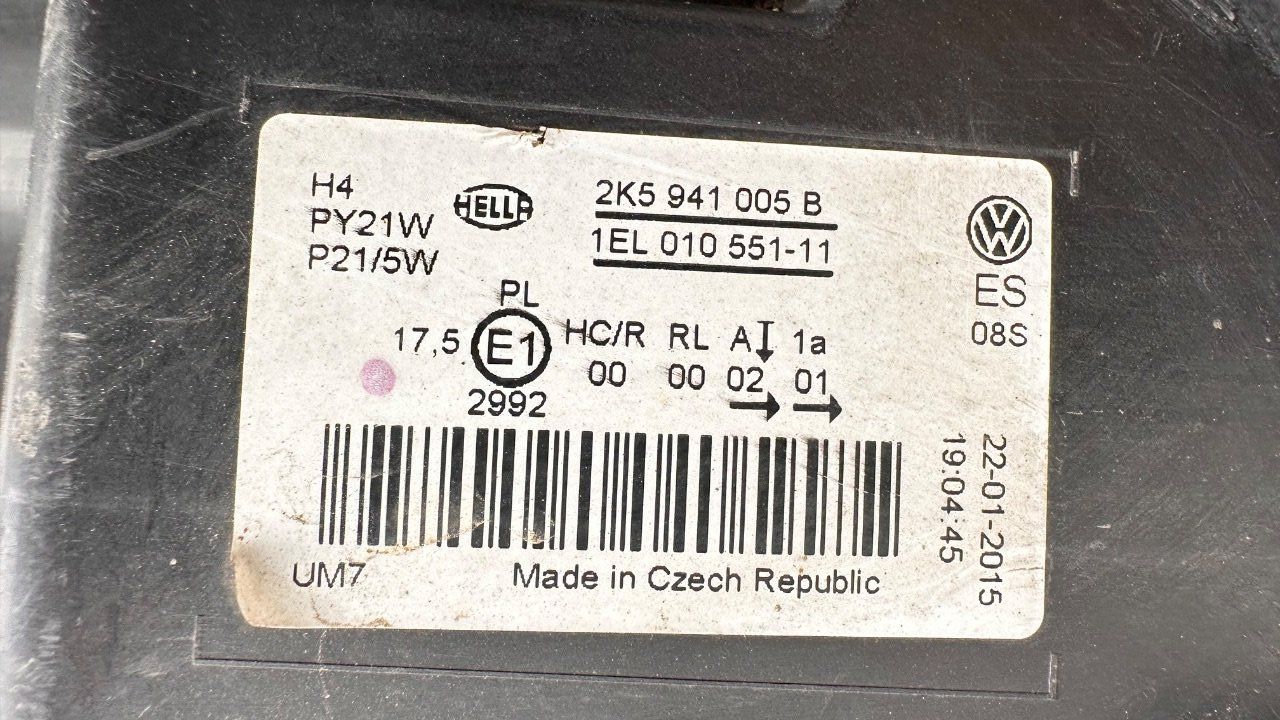 H4
PY21W
P21/5W
HELLA
2K5 941 005 B
1EL 010 551-11
VW
ES
08S
PL
17,5 E1 HC/R RL A 1a
00 00 02 01
2992
22-01-2015
19:04:45
UM7
Made in Czech Republic